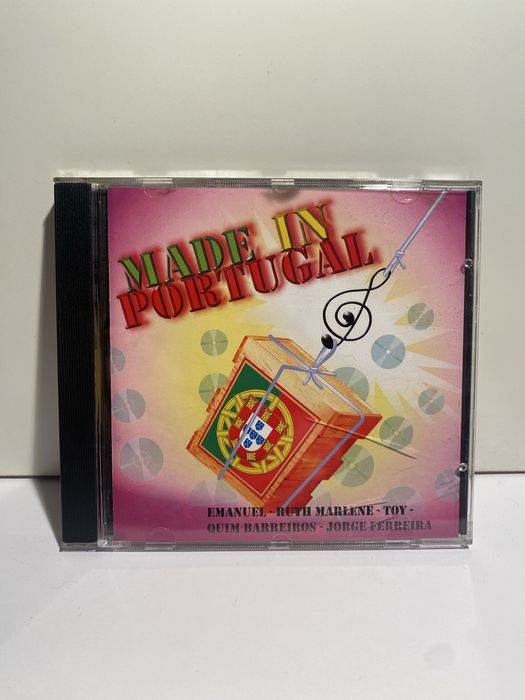 MADE IN
PORTUGAL
EMANUEL - RUTH MARLENE - TOY -
QUIM BARREIROS - JORGE FERREIRA